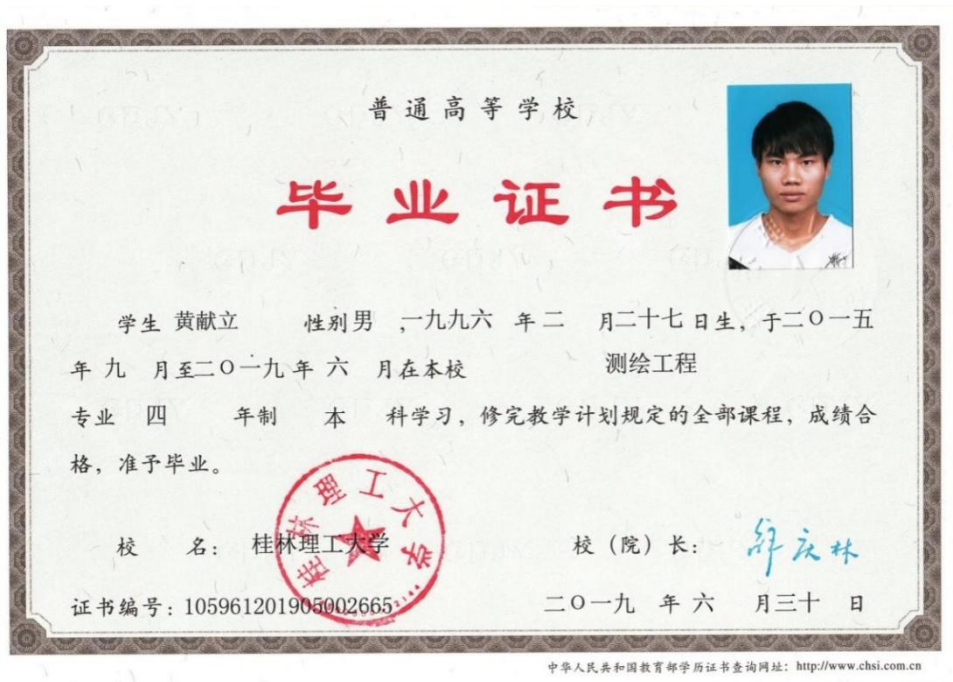 普通高等学校
毕业证书
学生 黄献立 性别 男 ,一九九六 年 二 月 二十七 日生，于二〇一五
年 九 月至二〇一九年 六 月在本校 测绘工程
专业 四 年制 本 科学习，修完教学计划规定的全部课程，成绩合
格，准予毕业。
桂林理工大学
校 名：桂林理工大学 校（院）长：
证书编号：105961201905002665 二〇一九 年 六 月三十 日
中华人民共和国教育部学历证书查询网址：http://www.chsi.com.cn